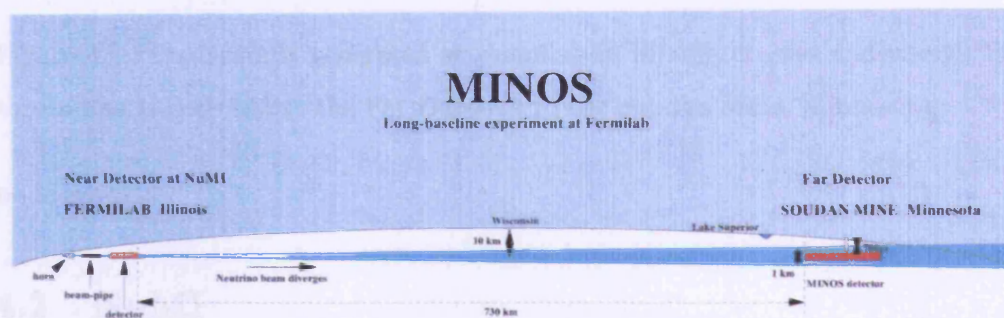 MINOS
Long-baseline experiment at Fermilab
Near Detector at NuMI
FERMILAB Illinois
Far Detector
SOUDAN MINE Minnesota
Wisconsin
Lake Superior
10 km
horn
beam-pipe
detector
Neutrino beam diverges
1 km
MINOS detector
730 km